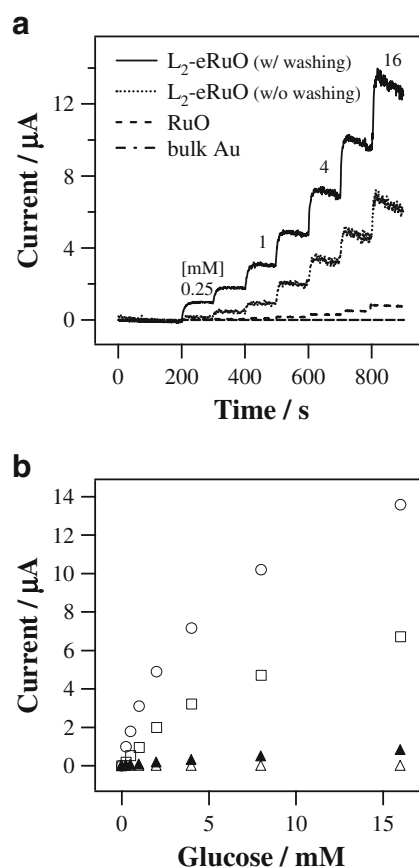 a
L₂-eRuO (w/ washing)
L₂-eRuO (w/o washing)
RuO
bulk Au
16
4
1
[mM]
0.25
12
8
4
0
Current / µA
0 200 400 600 800
Time / s
b
14
12
10
8
6
4
2
0
Current / µA
0 5 10 15
Glucose / mM